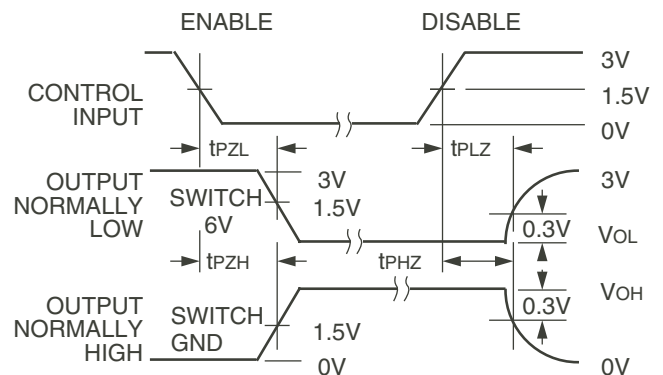 ENABLE
DISABLE
3V
CONTROL
INPUT
1.5V
0V
tPZL
tPLZ
OUTPUT
NORMALLY
LOW
SWITCH
6V
3V
1.5V
3V
0.3V
VOL
tPZH
tPHZ
VOH
0.3V
OUTPUT
NORMALLY
HIGH
SWITCH
GND
1.5V
0V
0V